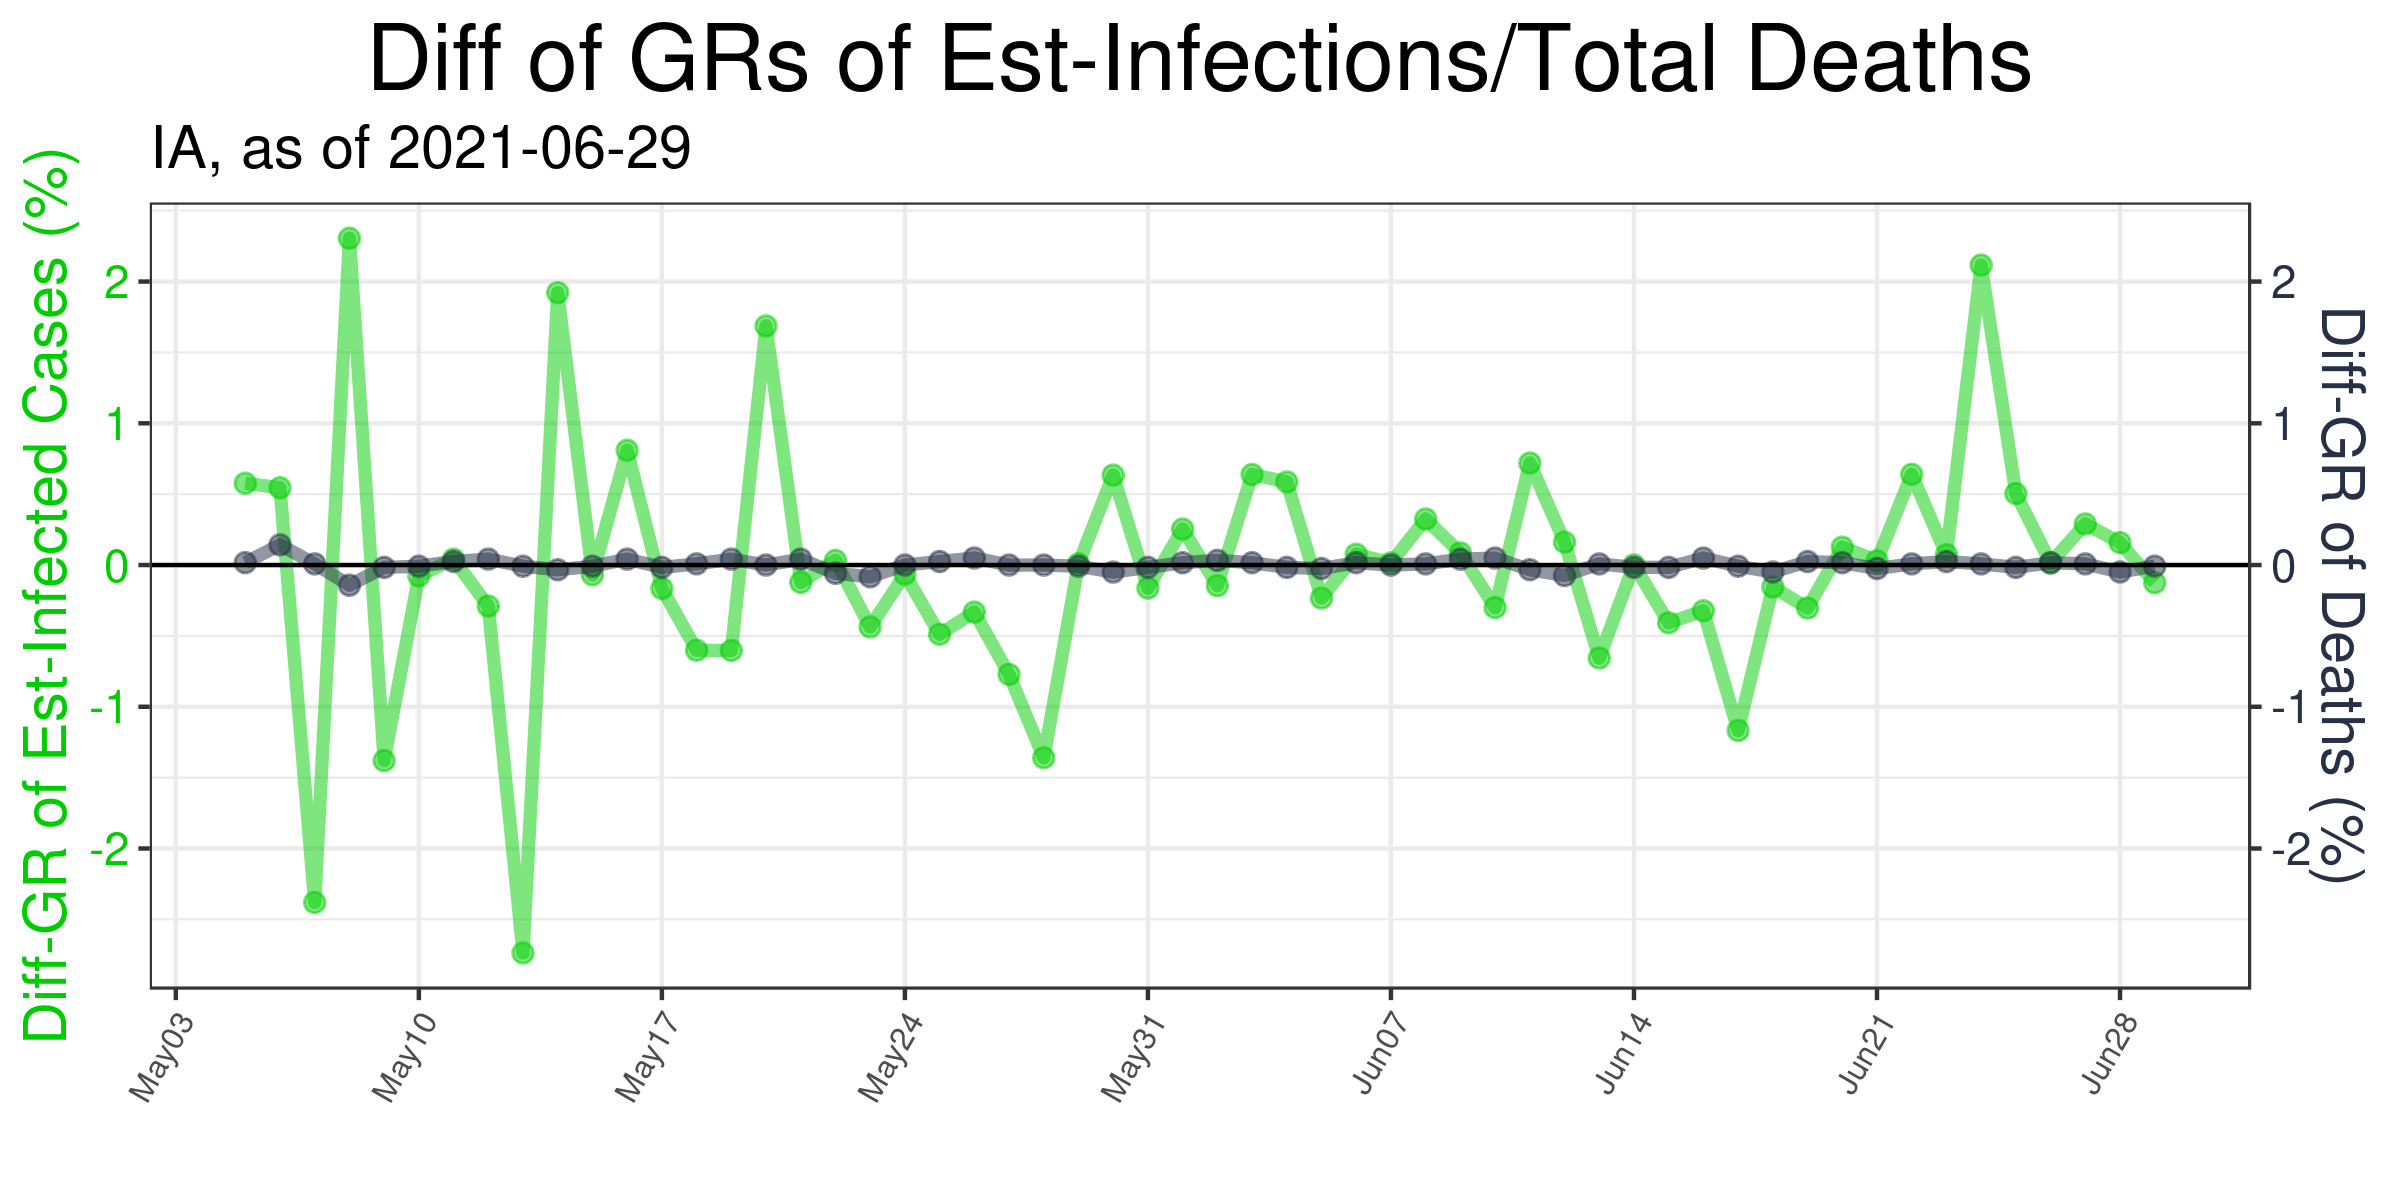 Diff of GRs of Est-Infections/Total Deaths
IA, as of 2021-06-29
Diff-GR of Est-Infected Cases (%)
2
1
0
-1
-2
2
1
0
-1
-2
Diff-GR of Deaths (%)
May03
May10
May17
May24
May31
Jun07
Jun14
Jun21
Jun28